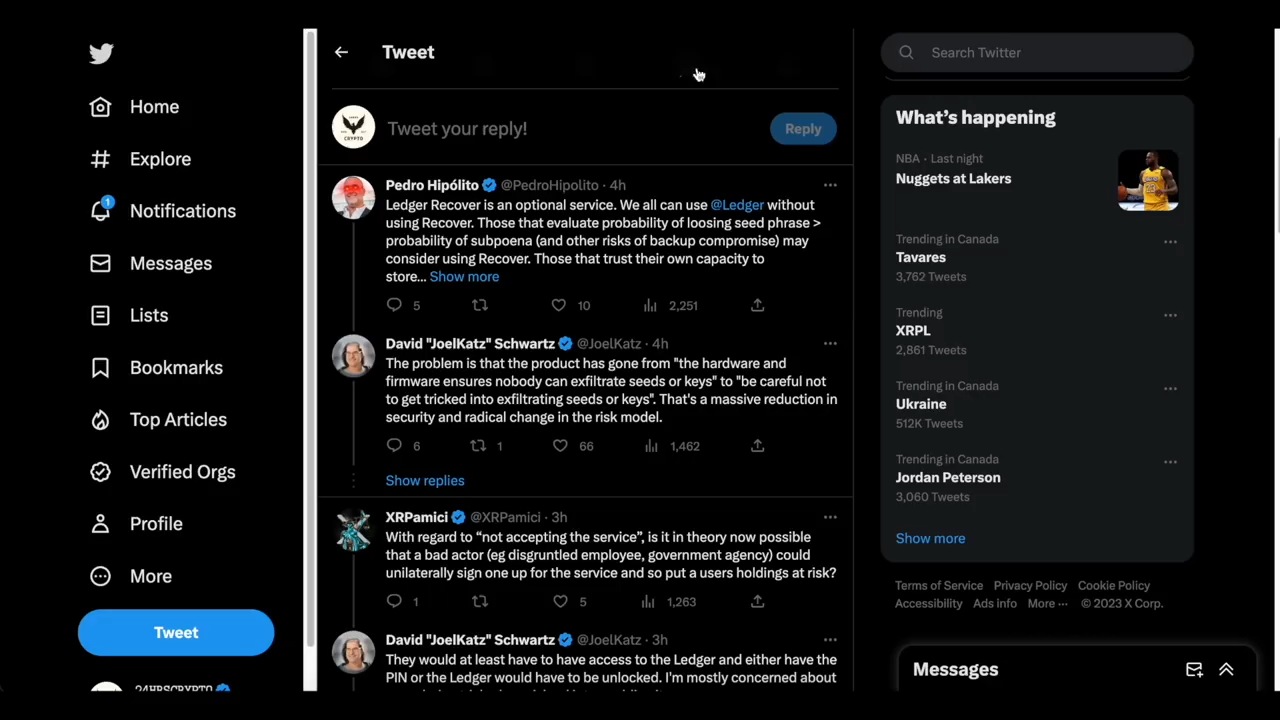 Home
Explore
1
Notifications
Messages
Lists
Bookmarks
Top Articles
Verified Orgs
Profile
More
Tweet
24HRSCRYPTO
Tweet
CRYPTO
Tweet your reply!
Reply
Pedro Hipólito @PedroHipolito · 4h
Ledger Recover is an optional service. We all can use @Ledger without
using Recover. Those that evaluate probability of loosing seed phrase >
probability of subpoena (and other risks of backup compromise) may
consider using Recover. Those that trust their own capacity to
store... Show more
5 10 2,251
David "JoelKatz" Schwartz @JoelKatz · 4h
The problem is that the product has gone from "the hardware and
firmware ensures nobody can exfiltrate seeds or keys" to "be careful not
to get tricked into exfiltrating seeds or keys". That's a massive reduction in
security and radical change in the risk model.
6 1 66 1,462
Show replies
XRPamici @XRPamici · 3h
With regard to “not accepting the service”, is it in theory now possible
that a bad actor (eg disgruntled employee, government agency) could
unilaterally sign one up for the service and so put a users holdings at risk?
1 5 1,263
David "JoelKatz" Schwartz @JoelKatz · 3h
They would at least have to have access to the Ledger and either have the
PIN or the Ledger would have to be unlocked. I'm mostly concerned about
Search Twitter
What’s happening
NBA · Last night
Nuggets at Lakers
Trending in Canada
Tavares
3,762 Tweets
Trending
XRPL
2,861 Tweets
Trending in Canada
Ukraine
512K Tweets
Trending in Canada
Jordan Peterson
3,060 Tweets
Show more
Terms of Service Privacy Policy Cookie Policy
Accessibility Ads info More ··· © 2023 X Corp.
Messages